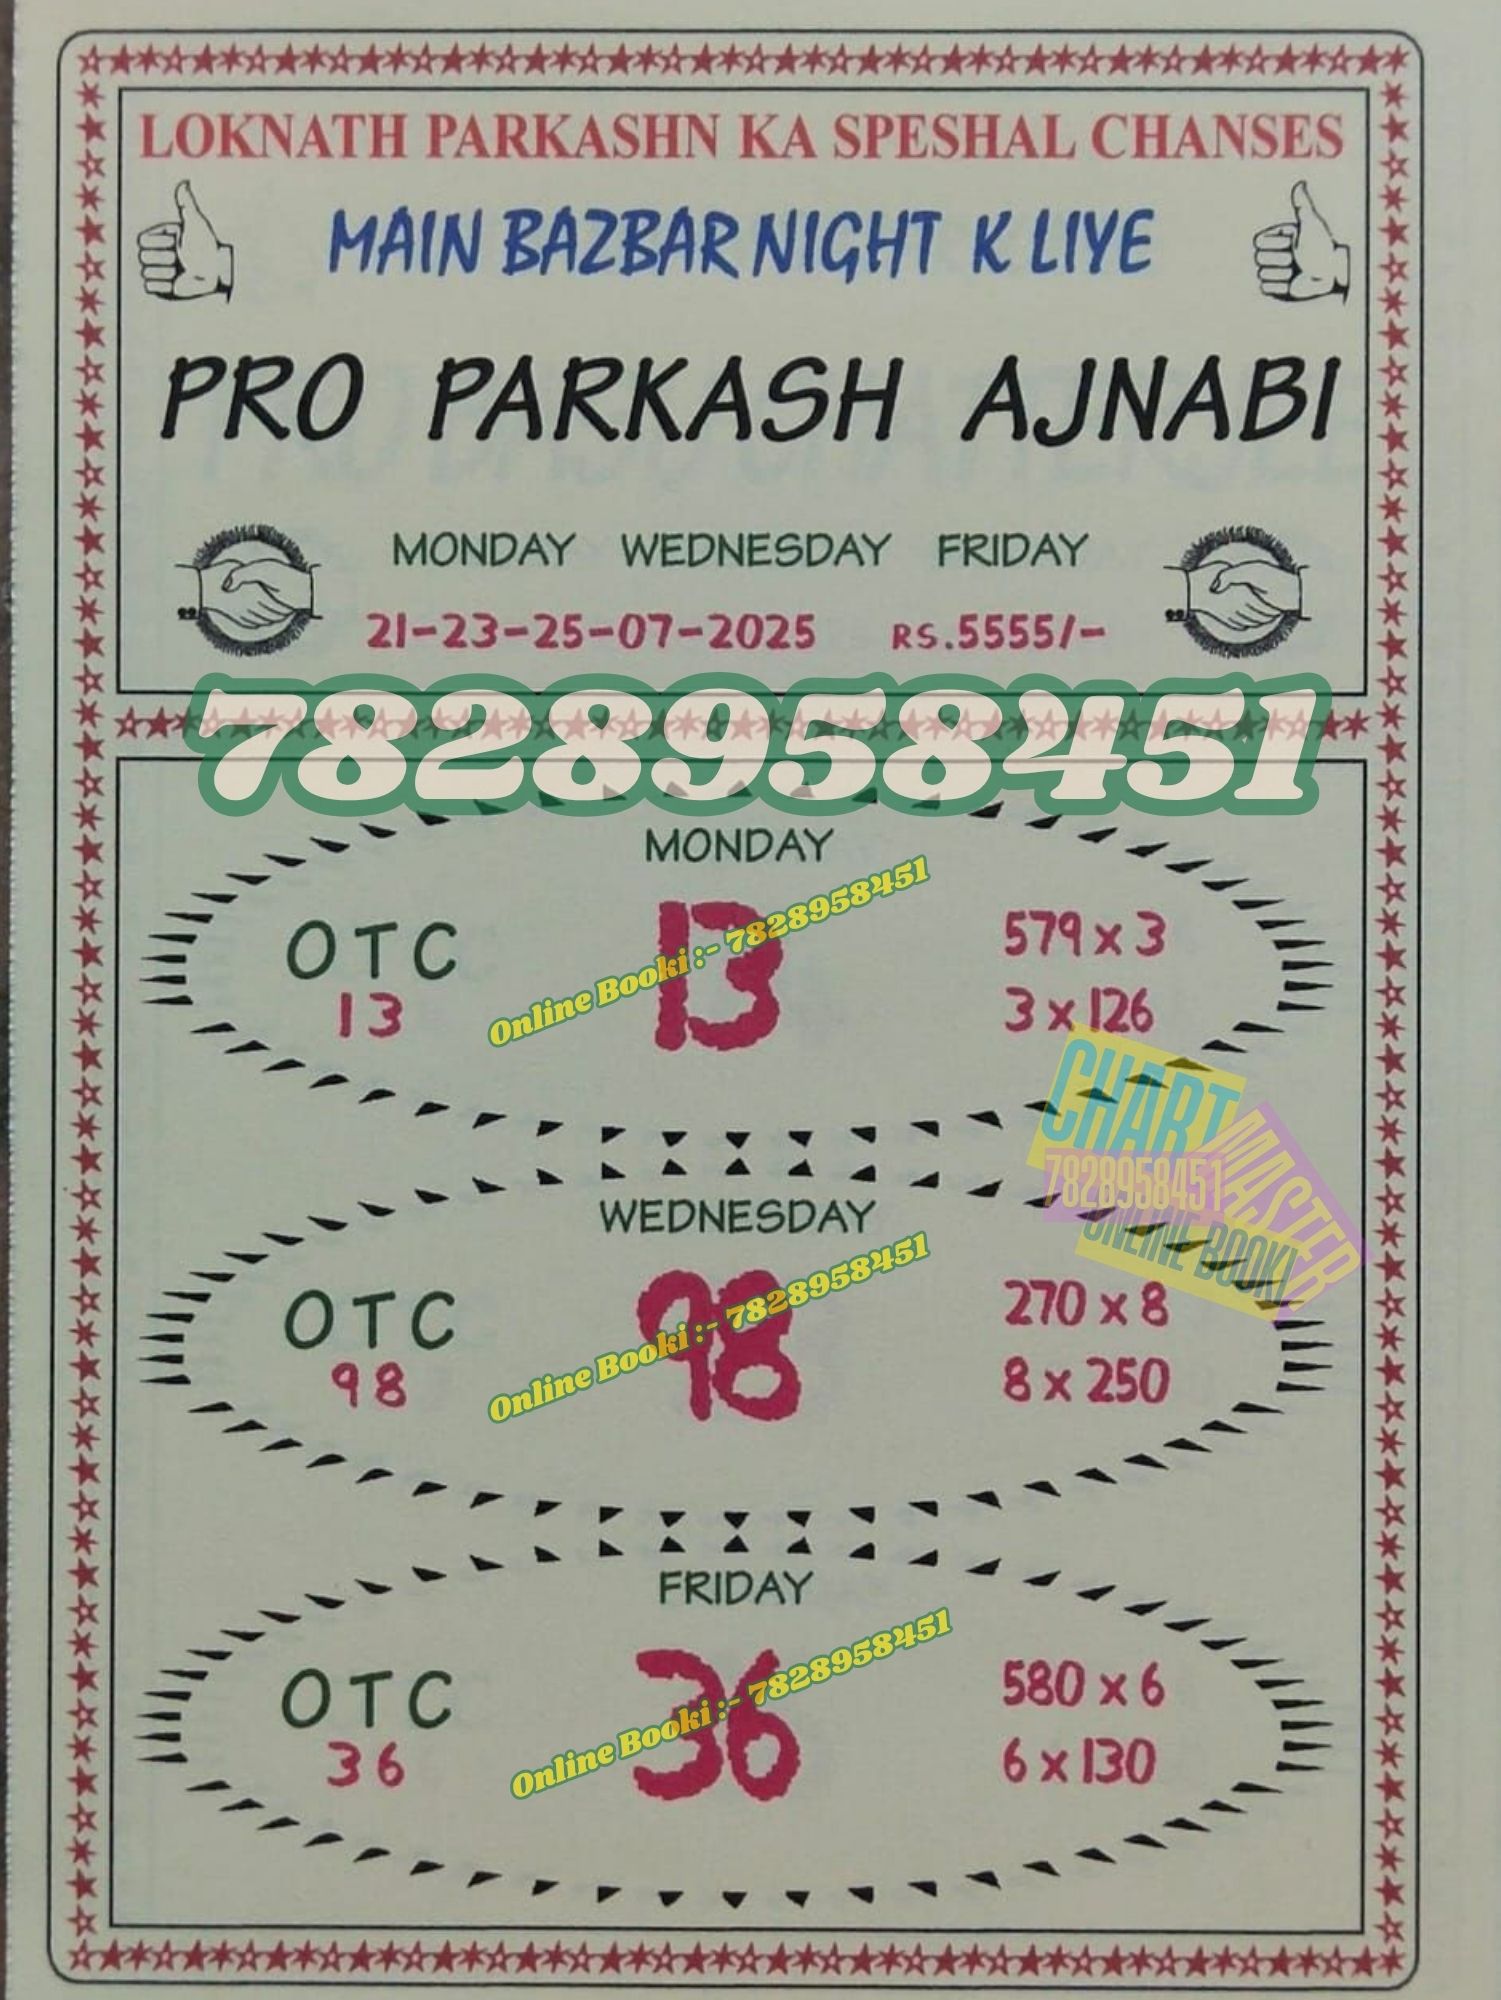 LOKNATH PARKASHN KA SPESHAL CHANSES
MAIN BAZBAR NIGHT K LIYE
PRO PARKASH AJNABI
MONDAY WEDNESDAY FRIDAY
21-23-25-07-2025 RS.5555/-
7828958451
MONDAY
OTC
13
13
579 x 3
3 x 126
Online Booki :- 7828958451
CHART
MASTER
7828958451
ONLINE BOOKI
WEDNESDAY
OTC
98
98
270 x 8
8 x 250
Online Booki :- 7828958451
FRIDAY
OTC
36
36
580 x 6
6 x 130
Online Booki :- 7828958451